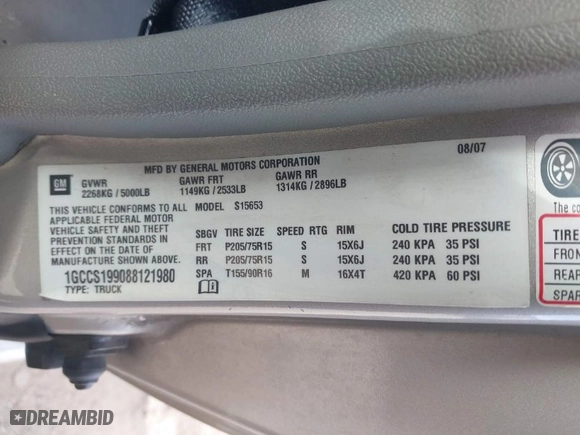 MFD BY GENERAL MOTORS CORPORATION 08/07
GM GVWR GAWR FRT GAWR RR
2268KG / 5000LB 1149KG / 2533LB 1314KG / 2896LB
THIS VEHICLE CONFORMS TO ALL MODEL S15653
APPLICABLE FEDERAL MOTOR
VEHICLE SAFETY AND THEFT
PREVENTION STANDARDS IN
EFFECT ON THE DATE OF
MANUFACTURE SHOWN ABOVE.
1GCCS199088121980
TYPE: TRUCK
SBGV TIRE SIZE SPEED RTG RIM COLD TIRE PRESSURE
FRT P205/75R15 S 15X6J 240 KPA 35 PSI
RR P205/75R15 S 15X6J 240 KPA 35 PSI
SPA T155/90R16 M 16X4T 420 KPA 60 PSI
The co
TIRE
FRON
REAR
SPAR
DREAMBID